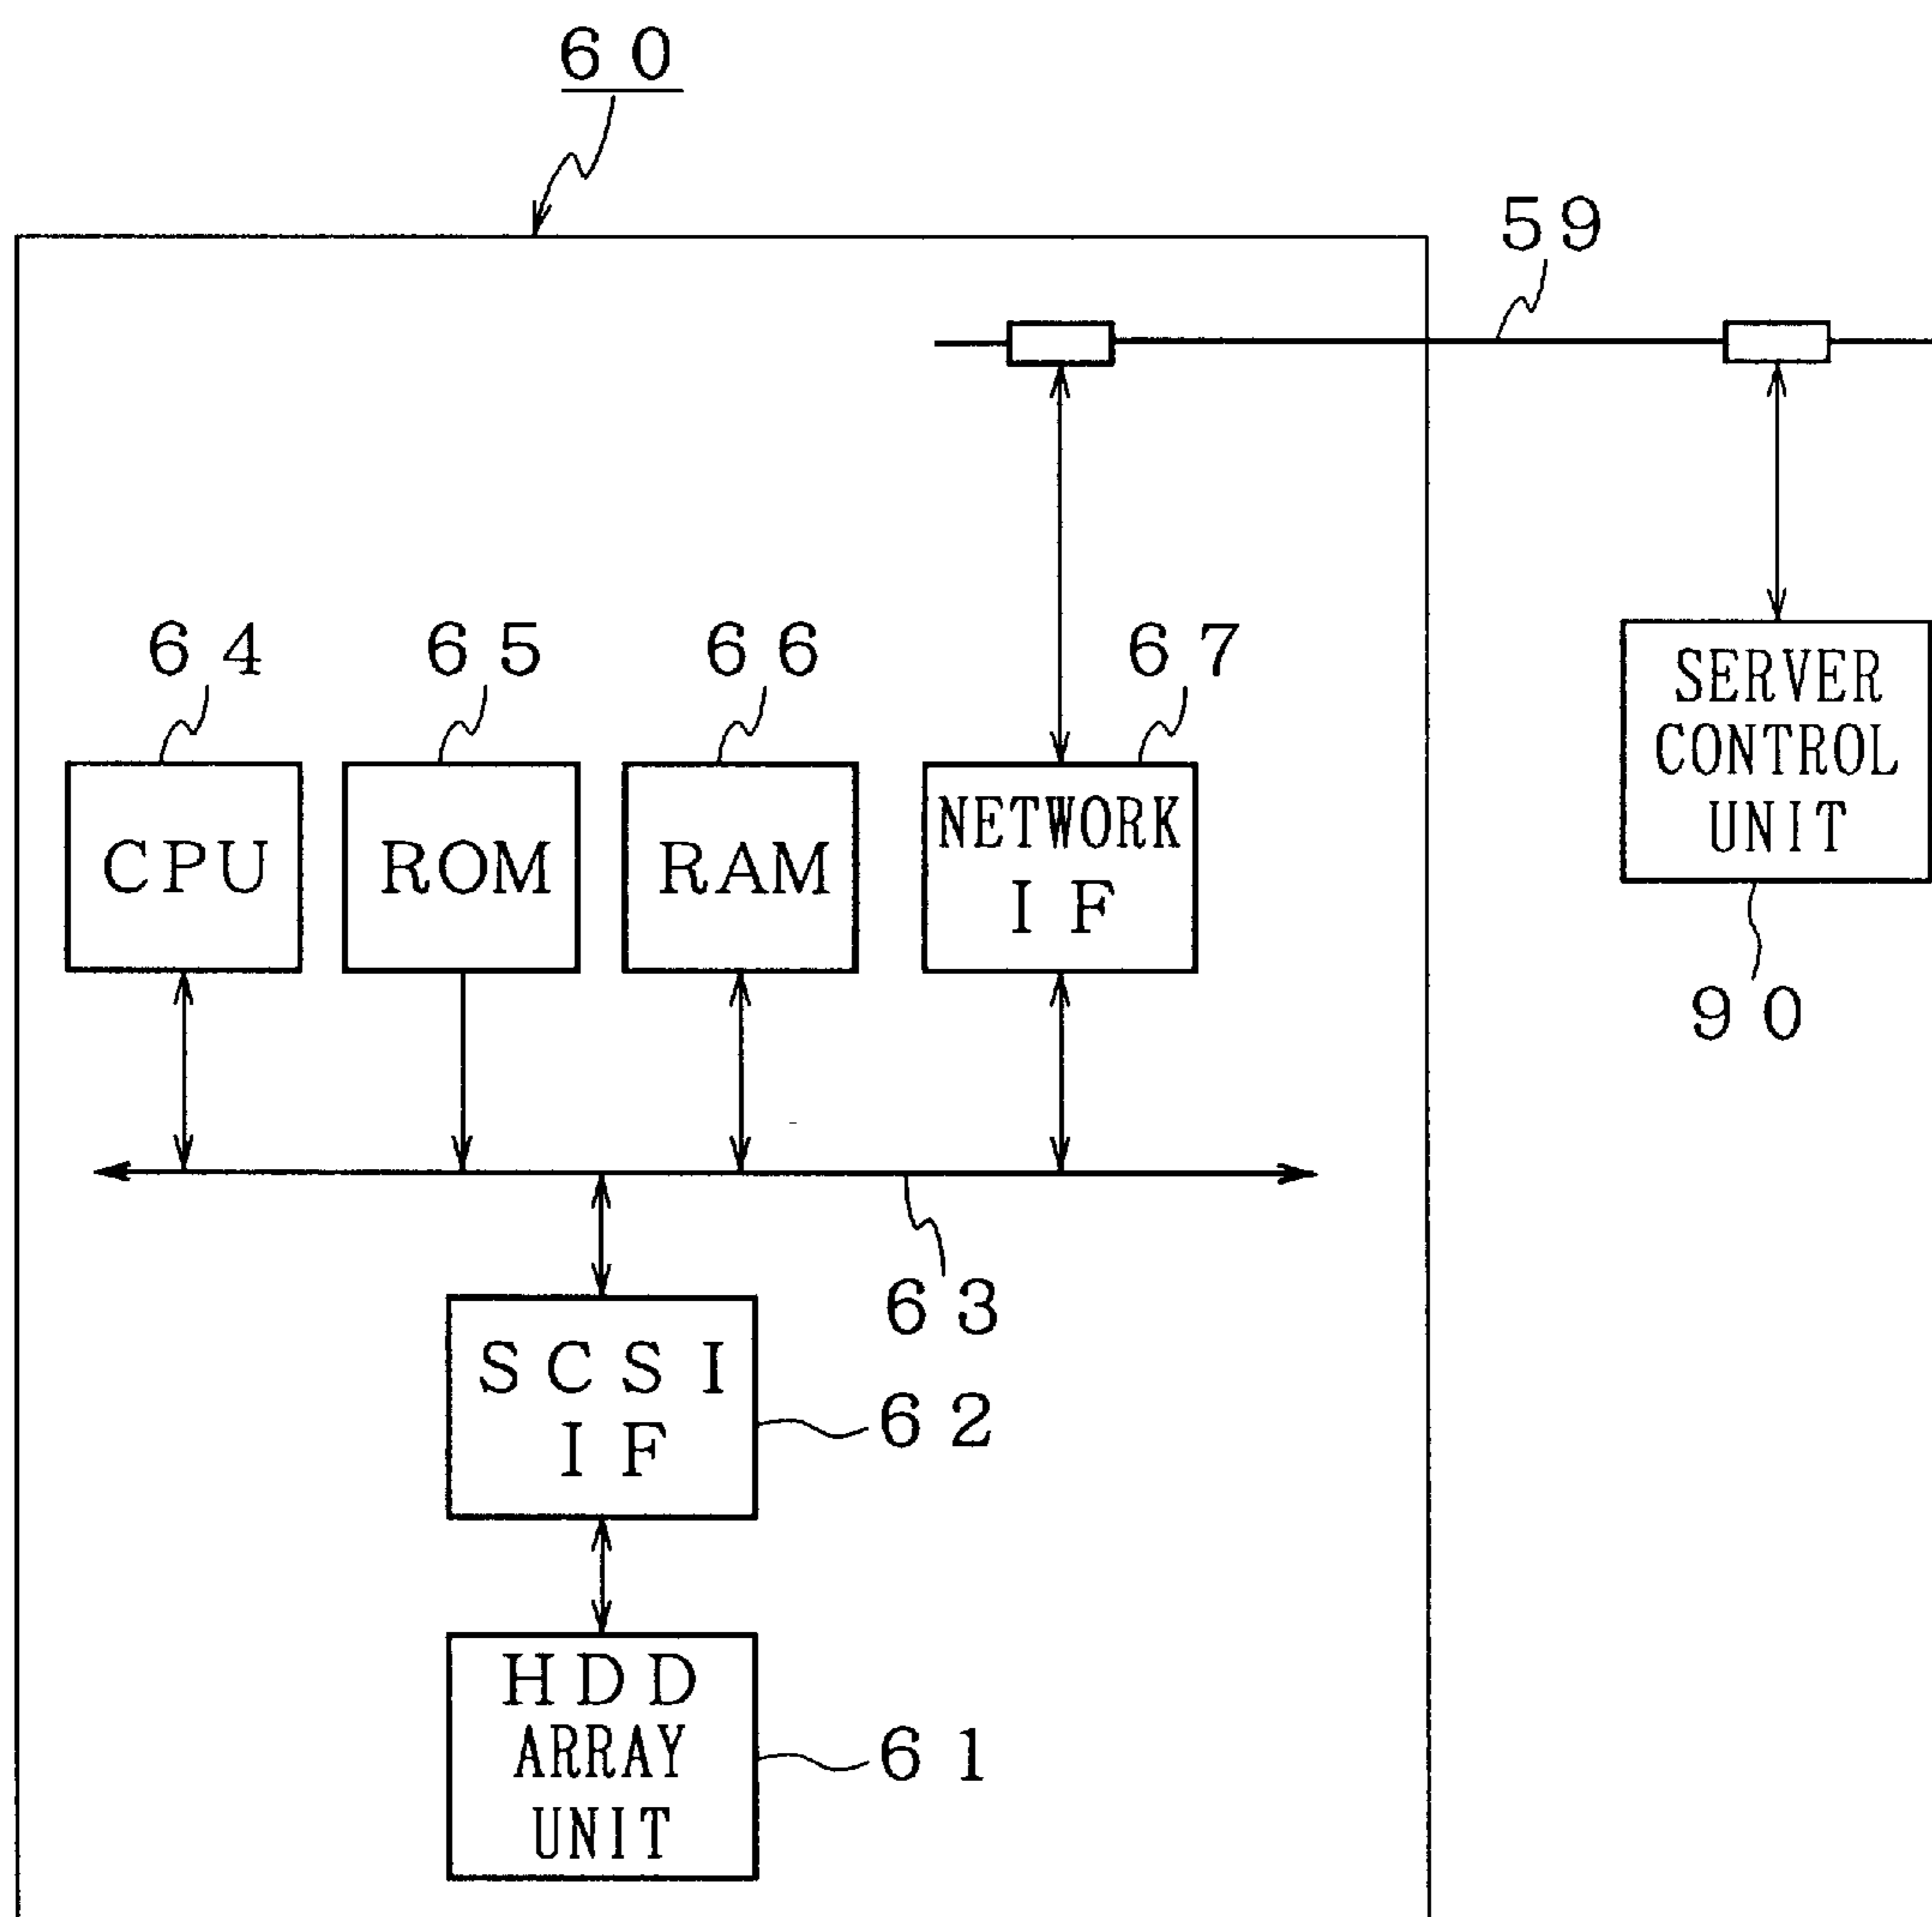 60
59
64
65
66
67
CPU
ROM
RAM
NETWORK
IF
SERVER
CONTROL
UNIT
90
63
SCSI
IF
62
HDD
ARRAY
UNIT
61